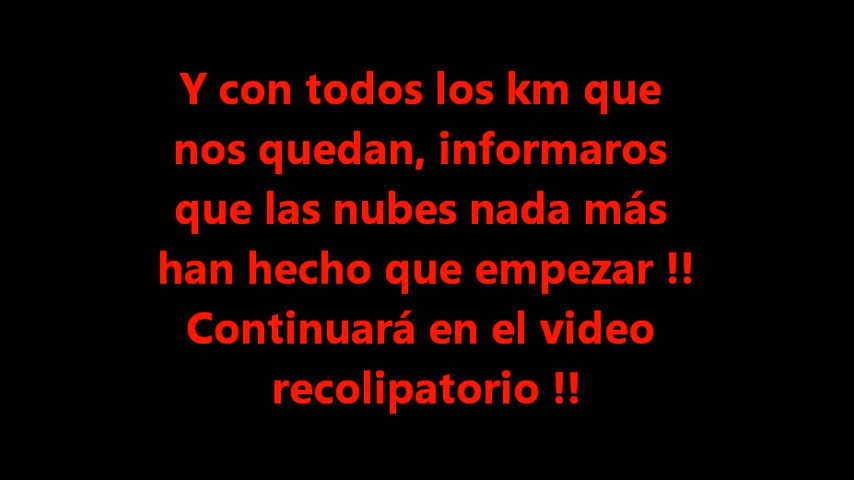 Y con todos los km que
nos quedan, informaros
que las nubes nada más
han hecho que empezar !!
Continuará en el video
recolipatorio !!